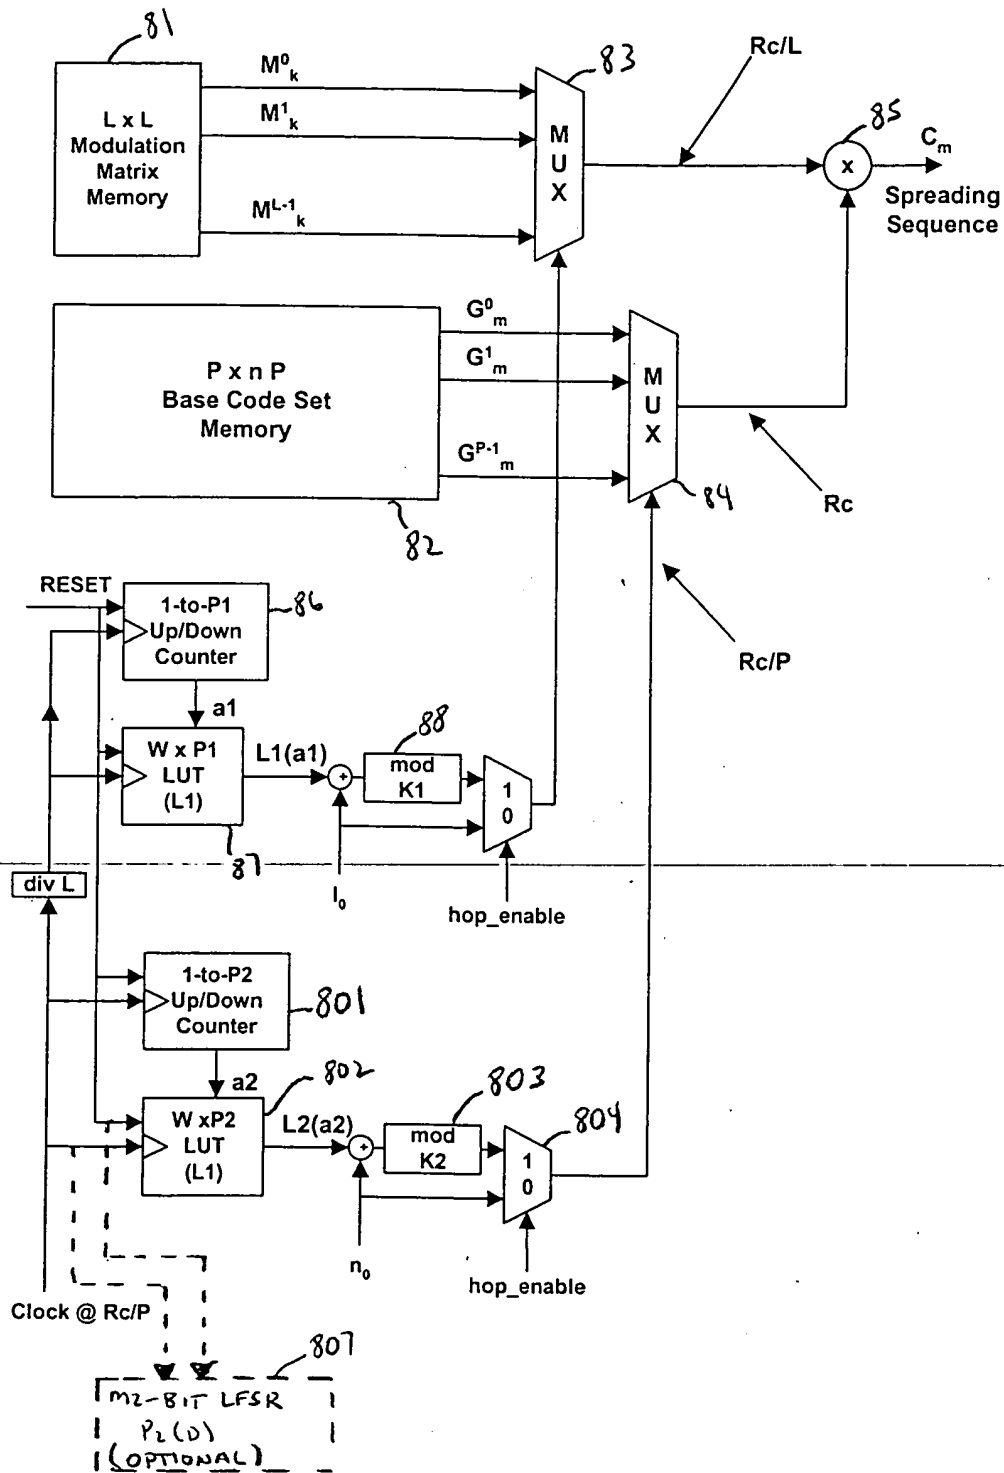 81
L x L
Modulation
Matrix
Memory
M⁰ₖ
M¹ₖ
M^L-1ₖ
M
U
X
83
Rc/L
85
x
Cₘ
Spreading
Sequence
P x n P
Base Code Set
Memory
82
G⁰ₘ
G¹ₘ
G^P-1ₘ
M
U
X
84
Rc
Rc/P
RESET
1-to-P1
Up/Down
Counter
86
a1
W x P1
LUT
(L1)
87
L1(a1)
+
88
mod
K1
1
0
l₀
hop_enable
div L
1-to-P2
Up/Down
Counter
801
a2
802
W xP2
LUT
(L1)
L2(a2)
+
803
mod
K2
804
1
0
n₀
hop_enable
Clock @ Rc/P
807
M2-BIT LFSR
P₂(D)
(OPTIONAL)